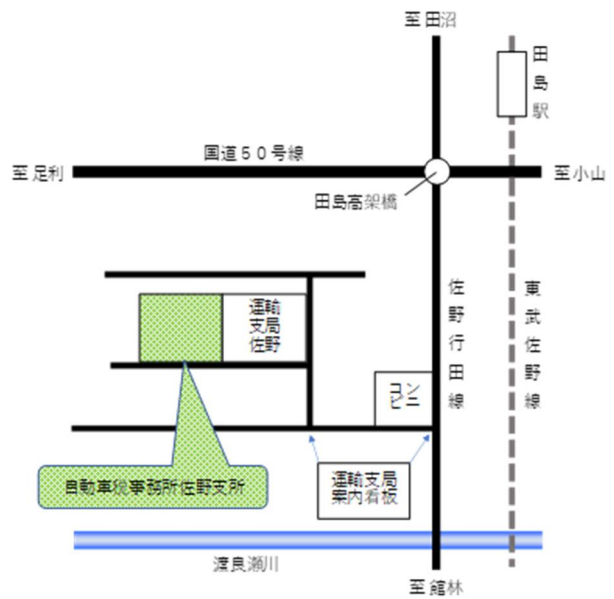 至田沼
田島駅
国道５０号線
至足利
至小山
田島高架橋
運輸
支局
佐野
佐野行田線
東武佐野線
コン
ビニ
自動車税事務所佐野支所
運輸支局
案内看板
渡良瀬川
至館林